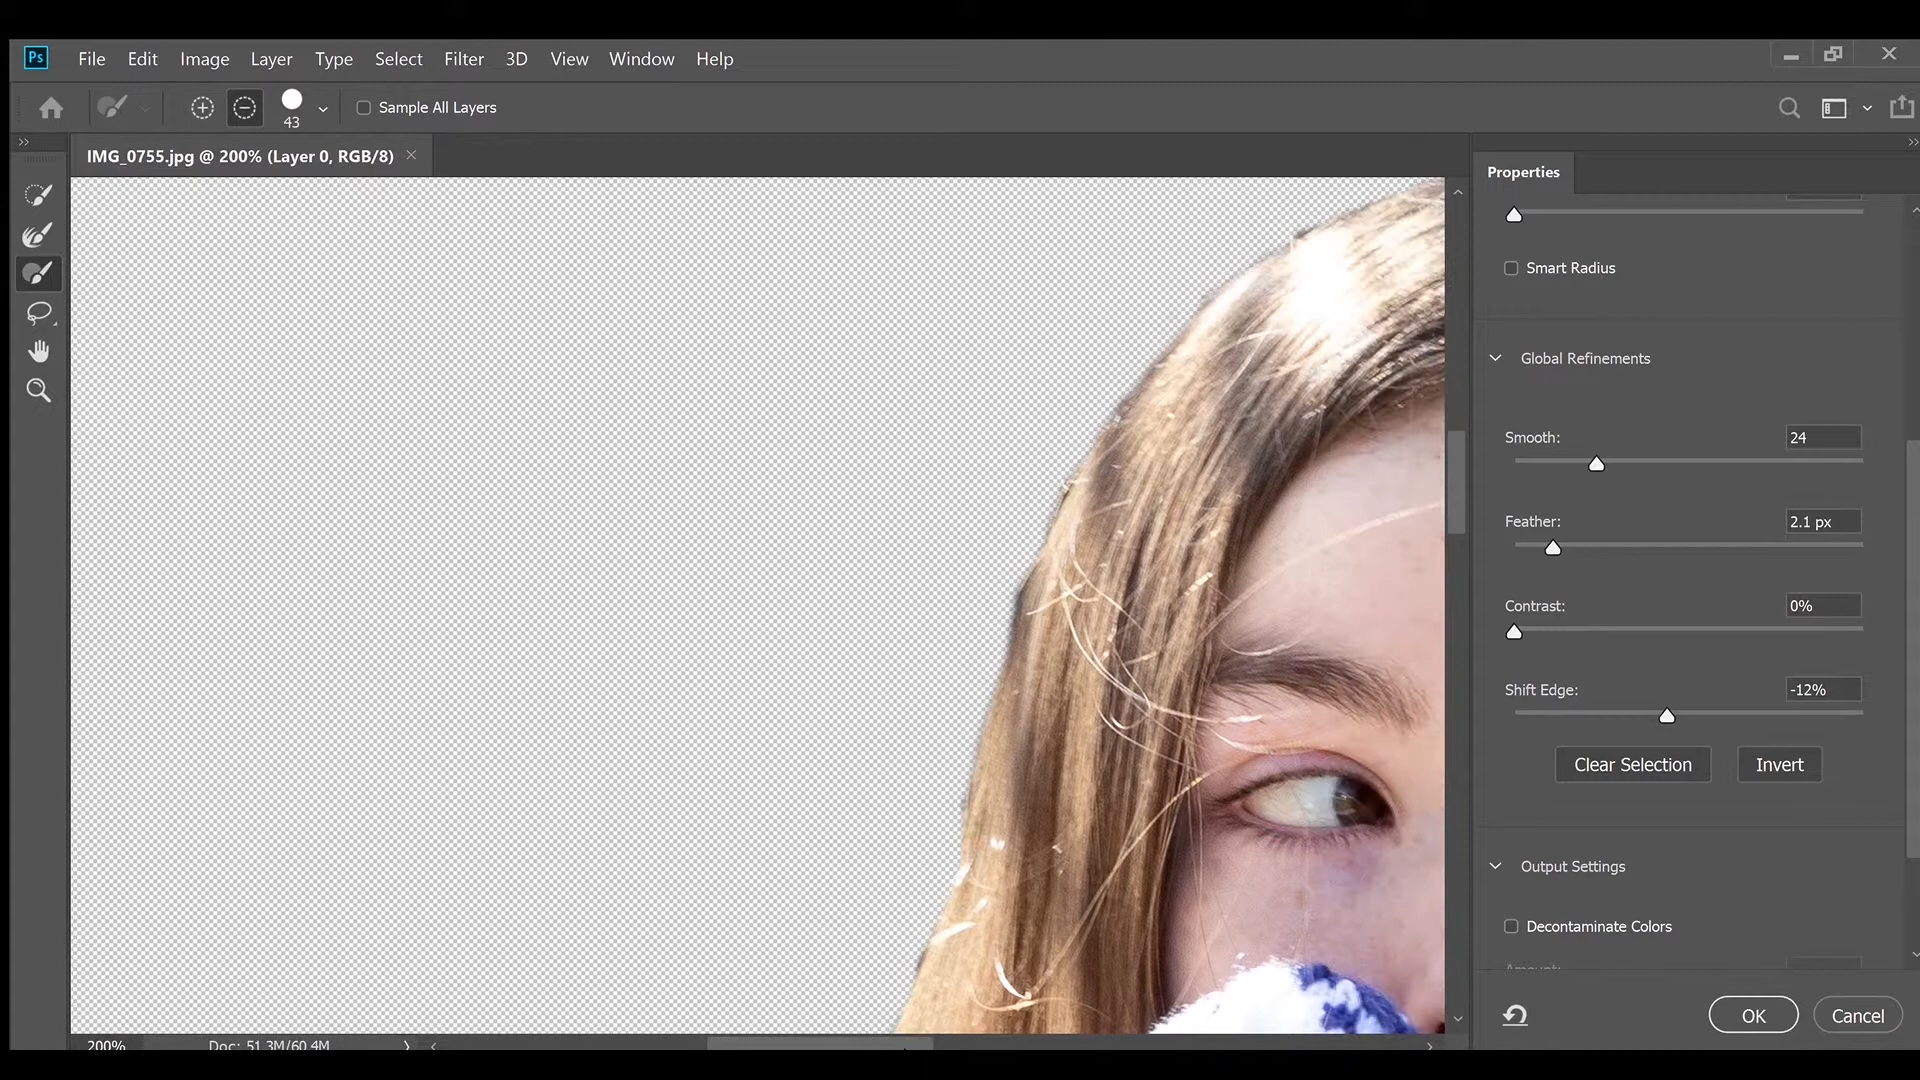 Ps File Edit Image Layer Type Select Filter 3D View Window Help
43 Sample All Layers
IMG_0755.jpg @ 200% (Layer 0, RGB/8)
Properties
Smart Radius
Global Refinements
Smooth: 24
Feather: 2.1 px
Contrast: 0%
Shift Edge: -12%
Clear Selection Invert
Output Settings
Decontaminate Colors
Amount:
OK Cancel
200% Doc: 51.3M/60.4M